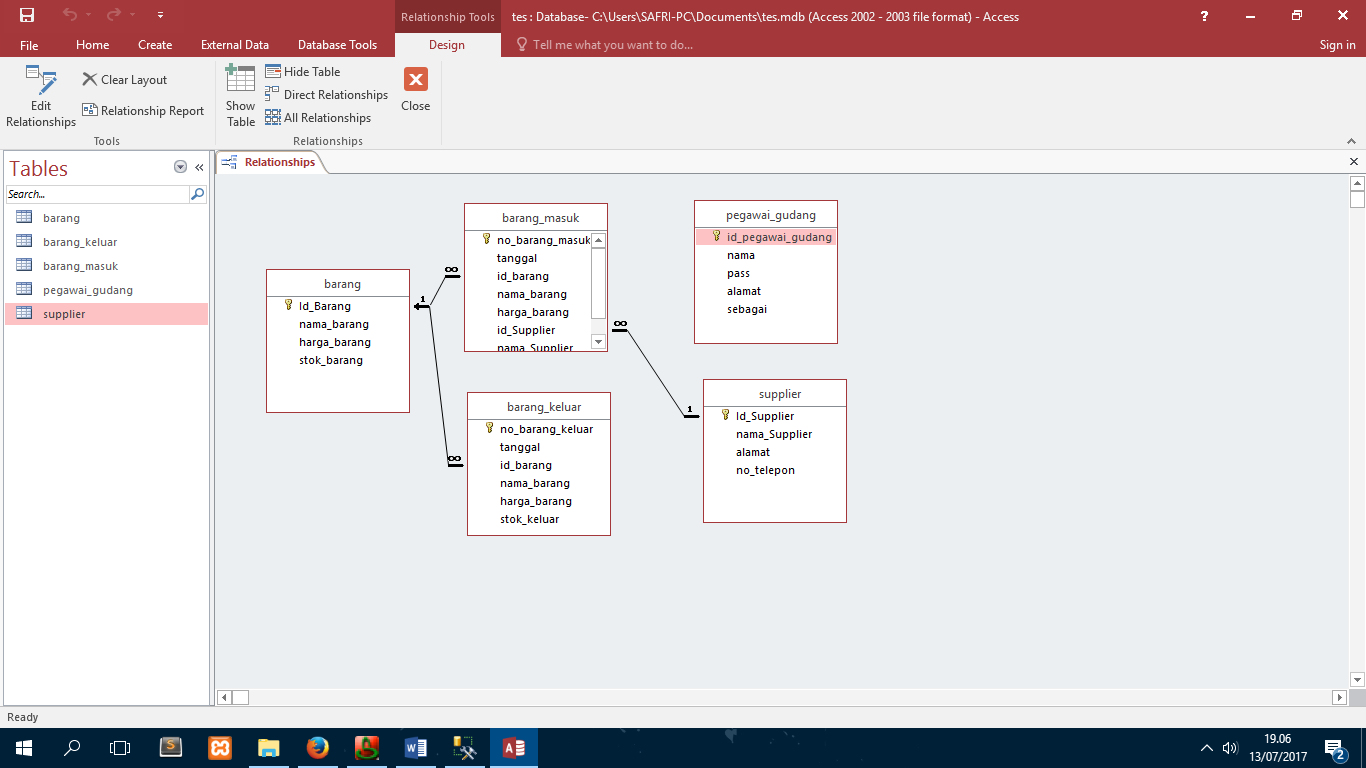 Relationship Tools
tes : Database- C:\Users\SAFRI-PC\Documents\tes.mdb (Access 2002 - 2003 file format) - Access
?
File
Home
Create
External Data
Database Tools
Design
Tell me what you want to do...
Sign in
Edit Relationships
Clear Layout
Relationship Report
Tools
Show Table
Hide Table
Direct Relationships
All Relationships
Relationships
Close
Tables
Search...
barang
barang_keluar
barang_masuk
pegawai_gudang
supplier
Relationships
barang
Id_Barang
nama_barang
harga_barang
stok_barang
1
∞
∞
barang_masuk
no_barang_masuk
tanggal
id_barang
nama_barang
harga_barang
id_Supplier
nama_Supplier
∞
1
barang_keluar
no_barang_keluar
tanggal
id_barang
nama_barang
harga_barang
stok_keluar
pegawai_gudang
id_pegawai_gudang
nama
pass
alamat
sebagai
supplier
Id_Supplier
nama_Supplier
alamat
no_telepon
Ready
19.06
13/07/2017
2